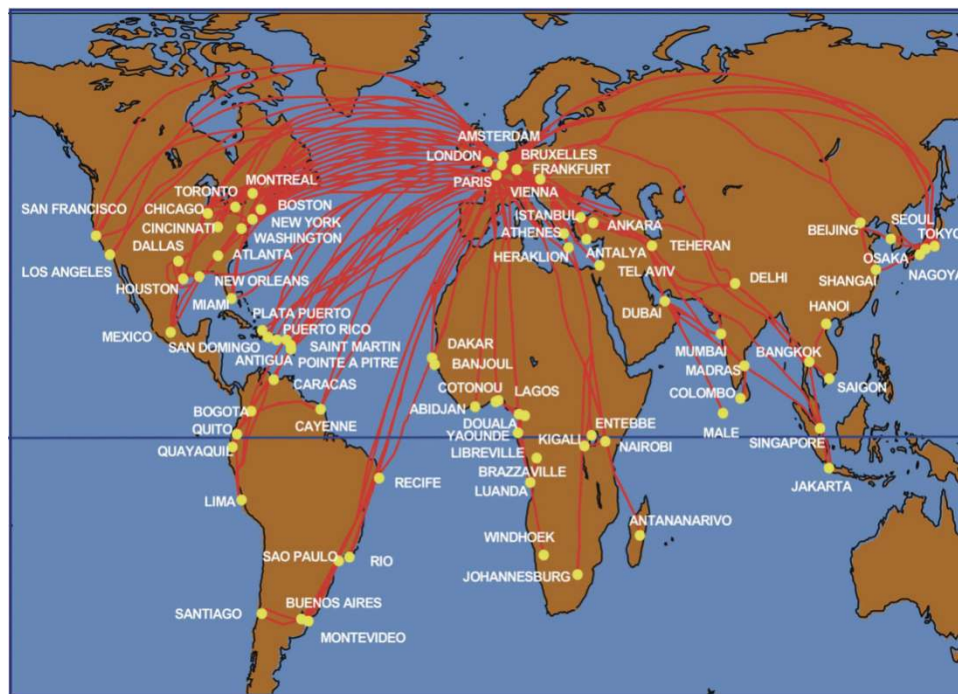 AMSTERDAM
LONDON
BRUXELLES
FRANKFURT
PARIS
VIENNA
MONTREAL
TORONTO
SAN FRANCISCO
CHICAGO
BOSTON
CINCINNATI
NEW YORK
DALLAS
WASHINGTON
LOS ANGELES
ATLANTA
HOUSTON
NEW ORLEANS
MIAMI
MEXICO
PLATA PUERTO
PUERTO RICO
SAN DOMINGO
SAINT MARTIN
ANTIGUA
POINTE A PITRE
CARACAS
BOGOTA
CAYENNE
QUITO
QUAYAQUIL
LIMA
RECIFE
SAO PAULO
RIO
SANTIAGO
BUENOS AIRES
MONTEVIDEO
ISTANBUL
ANKARA
ATHENES
HERAKLION
ANTALYA
TEHERAN
TEL AVIV
DUBAI
DELHI
BEIJING
SEOUL
TOKYO
OSAKA
SHANGAI
NAGOYA
HANOI
MUMBAI
BANGKOK
MADRAS
SAIGON
COLOMBO
MALE
SINGAPORE
JAKARTA
DAKAR
BANJOUL
COTONOU
LAGOS
ABIDJAN
DOUALA
ENTEBBE
YAOUNDE
KIGALI
NAIROBI
LIBREVILLE
BRAZZAVILLE
LUANDA
ANTANANARIVO
WINDHOEK
JOHANNESBURG